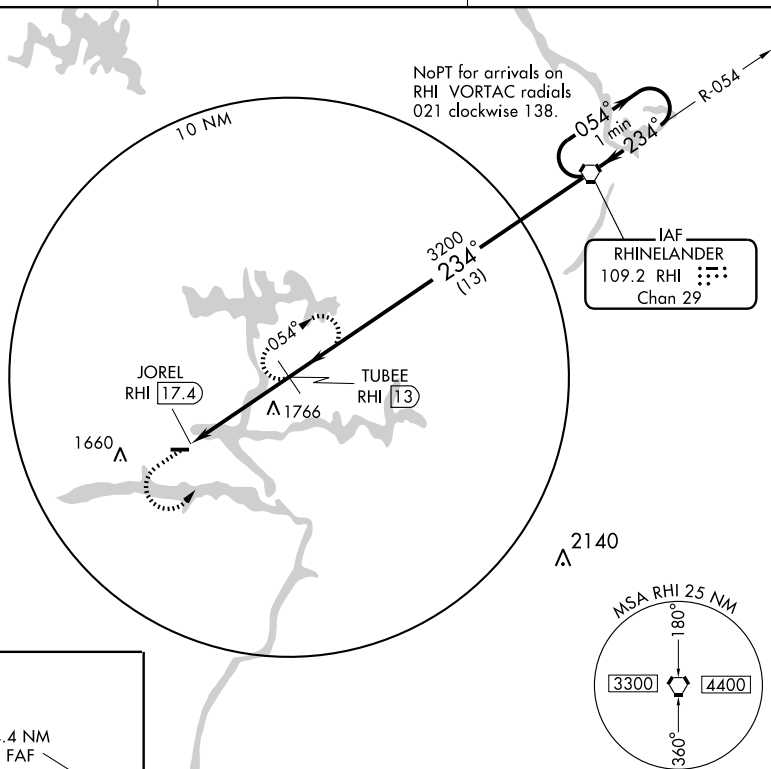 NoPT for arrivals on
RHI VORTAC radials
021 clockwise 138.
10 NM
054°
1 min
234°
R-054
IAF
RHINELANDER
109.2 RHI
Chan 29
3200
234°
(13)
054°
JOREL
RHI 17.4
TUBEE
RHI 13
1766
1660
2140
MSA RHI 25 NM
180°
3300
4400
360°
.4 NM
FAF